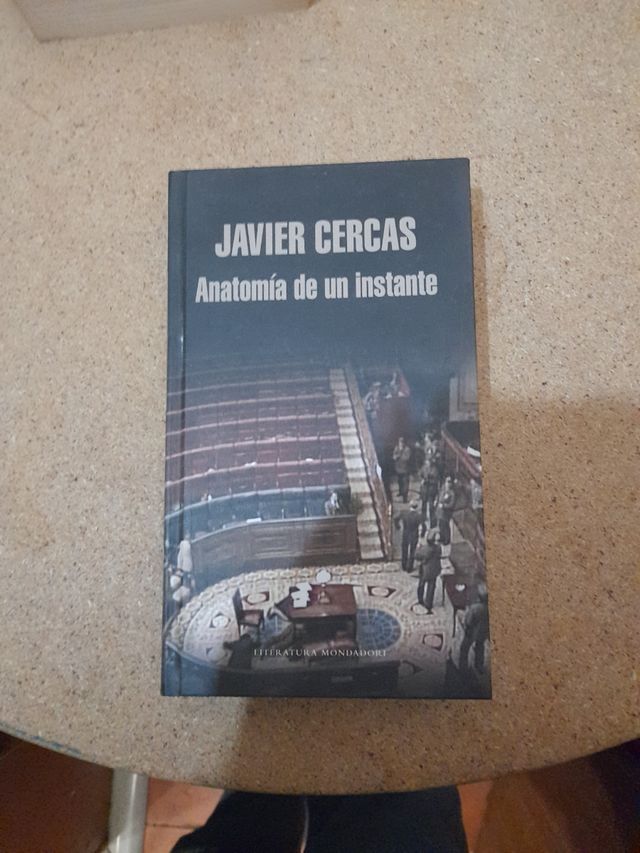 JAVIER CERCAS
Anatomía de un instante
LITERATURA MONDADORI